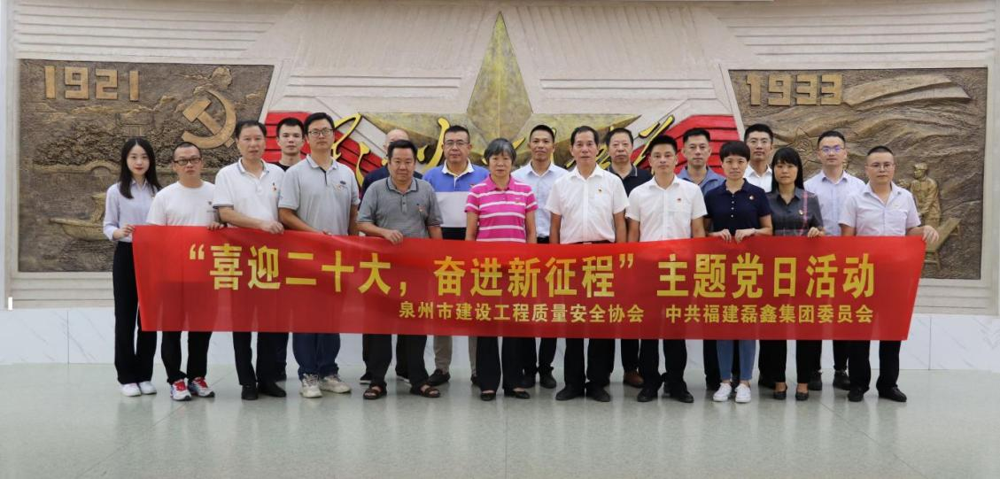 1921
1933
“喜迎二十大，奋进新征程”主题党日活动
泉州市建设工程质量安全协会 中共福建磊鑫集团委员会